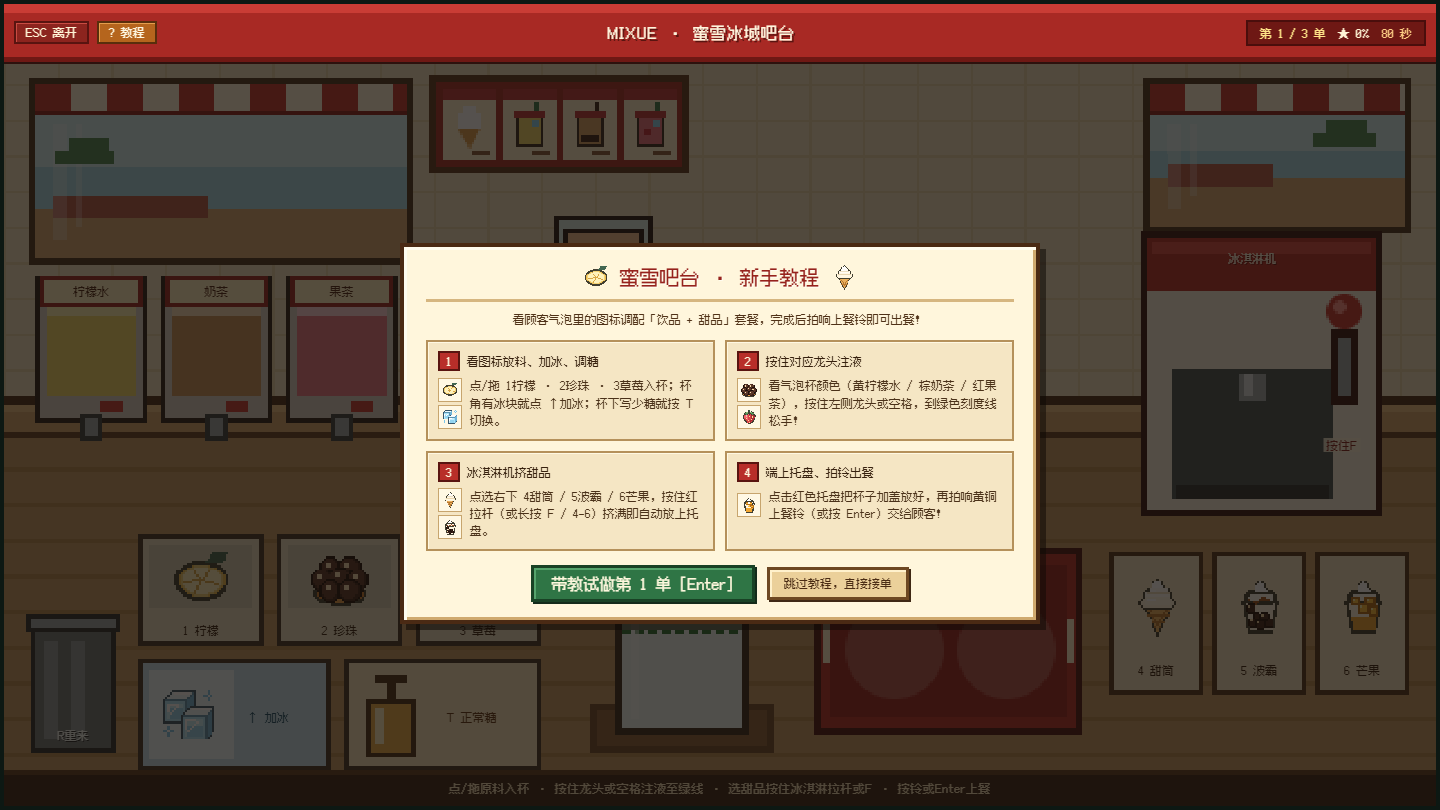 ESC 离开
? 教程
MIXUE · 蜜雪冰城吧台
第 1 / 3 单 ★ 0% 80 秒
柠檬水
奶茶
果茶
冰淇淋机
按住F
蜜雪吧台 · 新手教程
看顾客气泡里的图标调配「饮品 + 甜品」套餐，完成后拍响上餐铃即可出餐！
1 看图标放料、加冰、调糖
点/拖 1柠檬 · 2珍珠 · 3草莓入杯；杯
角有冰块就点 ↑加冰；杯下写少糖就按 T
切换。
2 按住对应龙头注液
看气泡杯颜色（黄柠檬水 / 棕奶茶 / 红果
茶），按住左侧龙头或空格，到绿色刻度线
松手！
3 冰淇淋机挤甜品
点选右下 4甜筒 / 5波霸 / 6芒果，按住红
拉杆（或长按 F / 4-6）挤满即自动放上托
盘。
4 端上托盘、拍铃出餐
点击红色托盘把杯子加盖放好，再拍响黄铜
上餐铃（或按 Enter）交给顾客！
带教试做第 1 单 [Enter]
跳过教程，直接接单
1 柠檬
2 珍珠
3 草莓
4 甜筒
5 波霸
6 芒果
R重来
↑ 加冰
T 正常糖
点/拖原料入杯 · 按住龙头或空格注液至绿线 · 选甜品按住冰淇淋拉杆或F · 按铃或Enter上餐